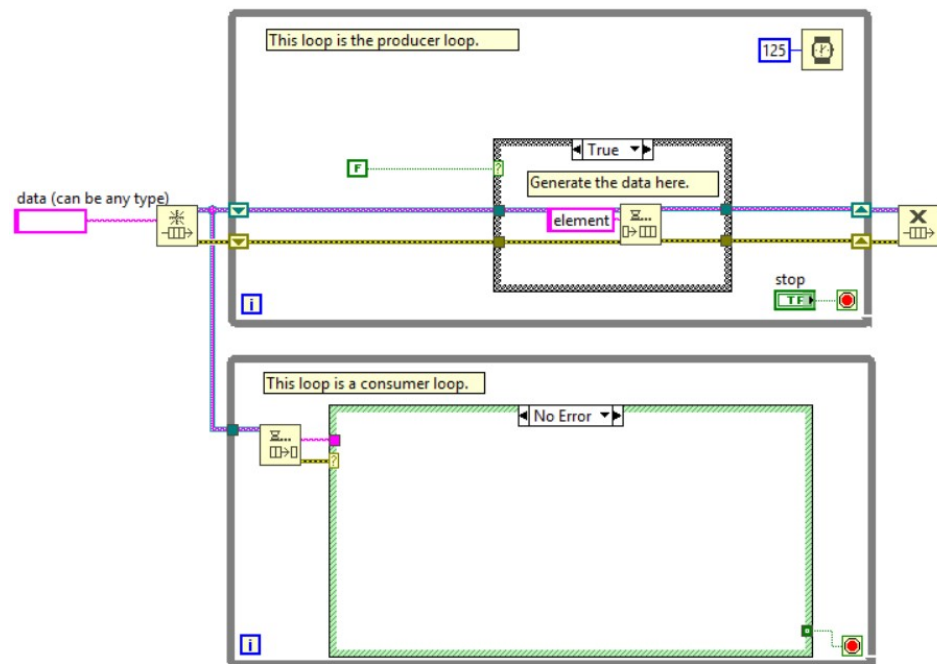 This loop is the producer loop.
125
True
F
Generate the data here.
data (can be any type)
element
stop
TF
i
This loop is a consumer loop.
No Error
i